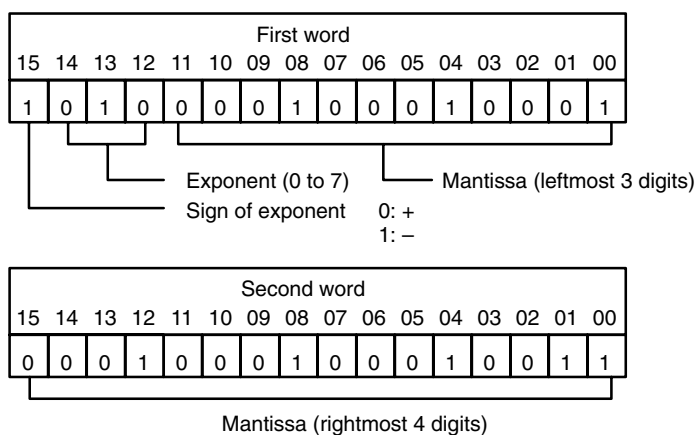 First word
15 14 13 12 11 10 09 08 07 06 05 04 03 02 01 00
1 0 1 0 0 0 0 1 0 0 0 1 0 0 0 1
Exponent (0 to 7)
Mantissa (leftmost 3 digits)
Sign of exponent 0: +
1: –
Second word
15 14 13 12 11 10 09 08 07 06 05 04 03 02 01 00
0 0 0 1 0 0 0 1 0 0 0 1 0 0 1 1
Mantissa (rightmost 4 digits)